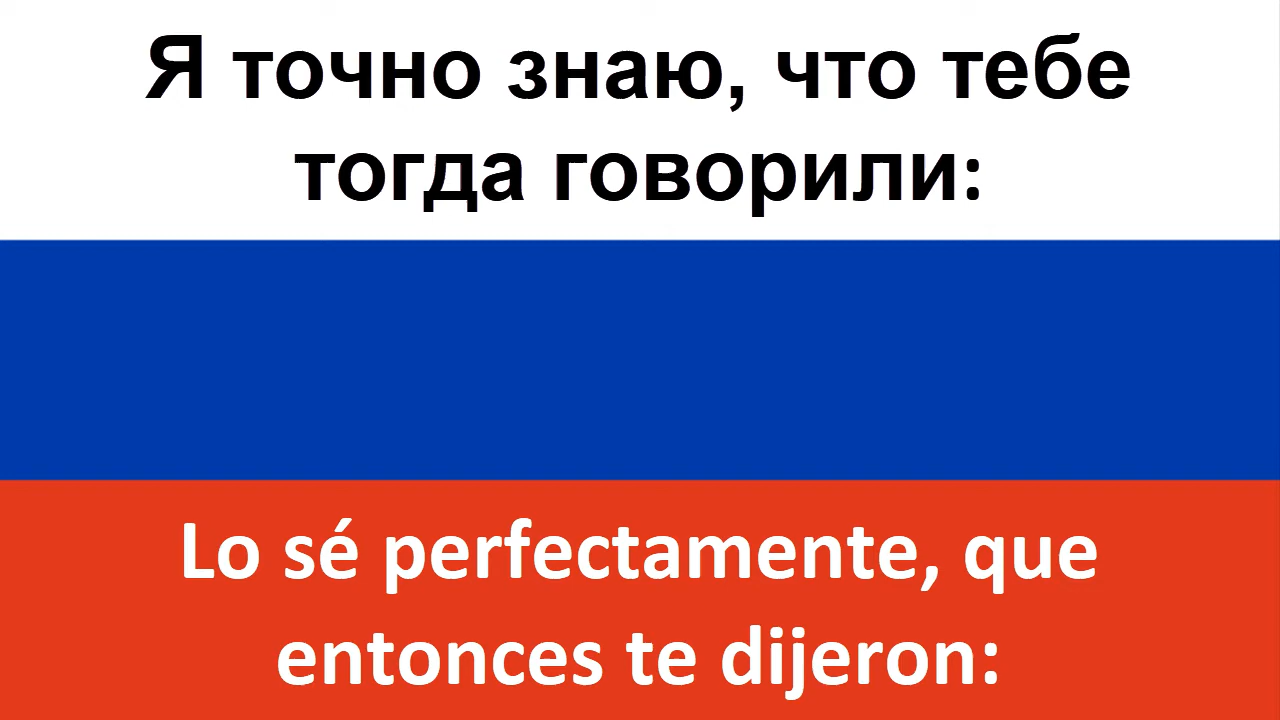 Я точно знаю, что тебе
тогда говорили:
Lo sé perfectamente, que
entonces te dijeron: